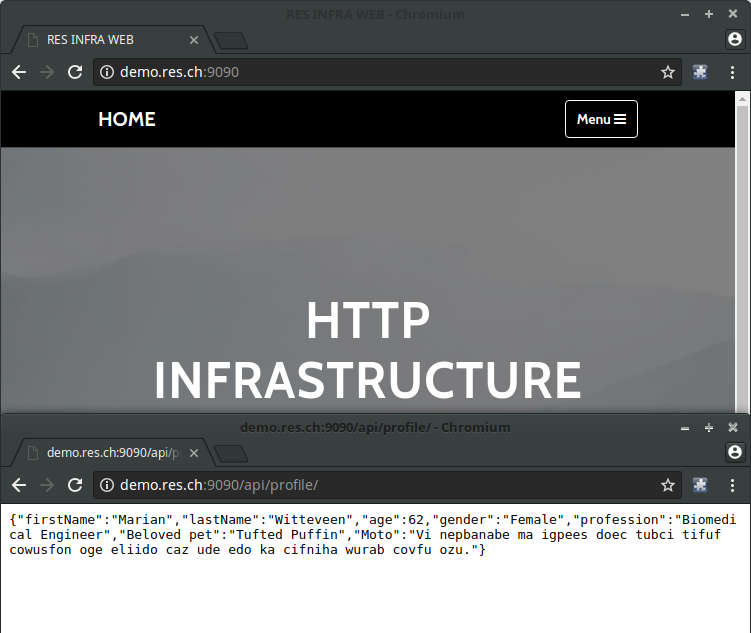 RES INFRA WEB - Chromium
RES INFRA WEB
demo.res.ch:9090
HOME
Menu
HTTP
INFRASTRUCTURE
demo.res.ch:9090/api/profile/ - Chromium
demo.res.ch:9090/api/p
demo.res.ch:9090/api/profile/
{"firstName":"Marian","lastName":"Witteveen","age":62,"gender":"Female","profession":"Biomedi
cal Engineer","Beloved pet":"Tufted Puffin","Moto":"Vi nepbanabe ma igpees doec tubci tifuf
cowusfon oge eliido caz ude edo ka cifniha wurab covfu ozu."}